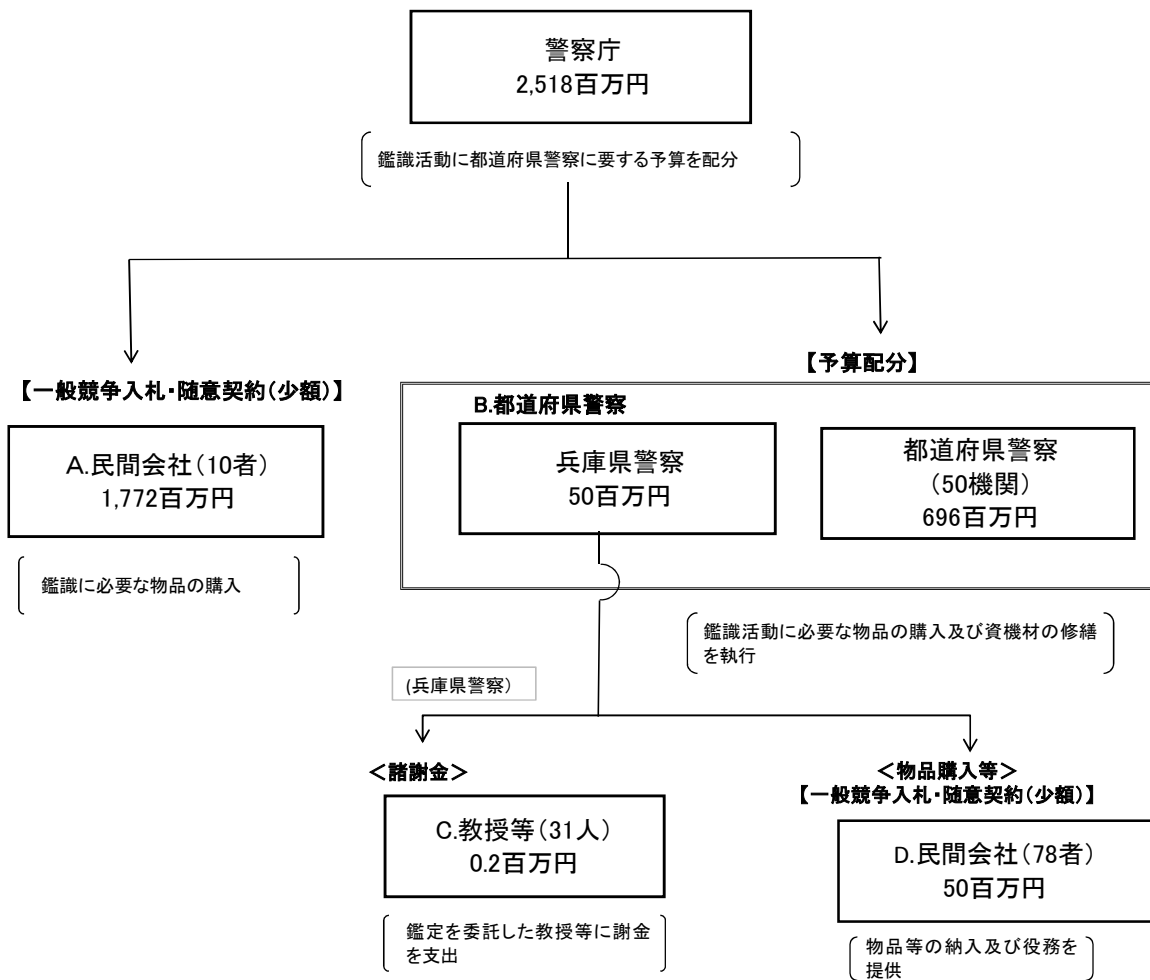 警察庁
2,518百万円
鑑識活動に都道府県警察に要する予算を配分
【一般競争入札・随意契約(少額)】
A.民間会社(10者)
1,772百万円
鑑識に必要な物品の購入
【予算配分】
B.都道府県警察
兵庫県警察
50百万円
都道府県警察
(50機関)
696百万円
鑑識活動に必要な物品の購入及び資機材の修繕
を執行
(兵庫県警察)
＜諸謝金＞
C.教授等(31人)
0.2百万円
鑑定を委託した教授等に謝金
を支出
＜物品購入等＞
【一般競争入札・随意契約(少額)】
D.民間会社(78者)
50百万円
物品等の納入及び役務を
提供